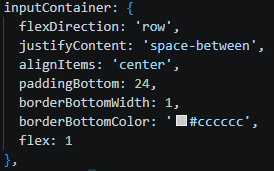 inputContainer: {
flexDirection: 'row',
justifyContent: 'space-between',
alignItems: 'center',
paddingBottom: 24,
borderBottomWidth: 1,
borderBottomColor: '#cccccc',
flex: 1
},